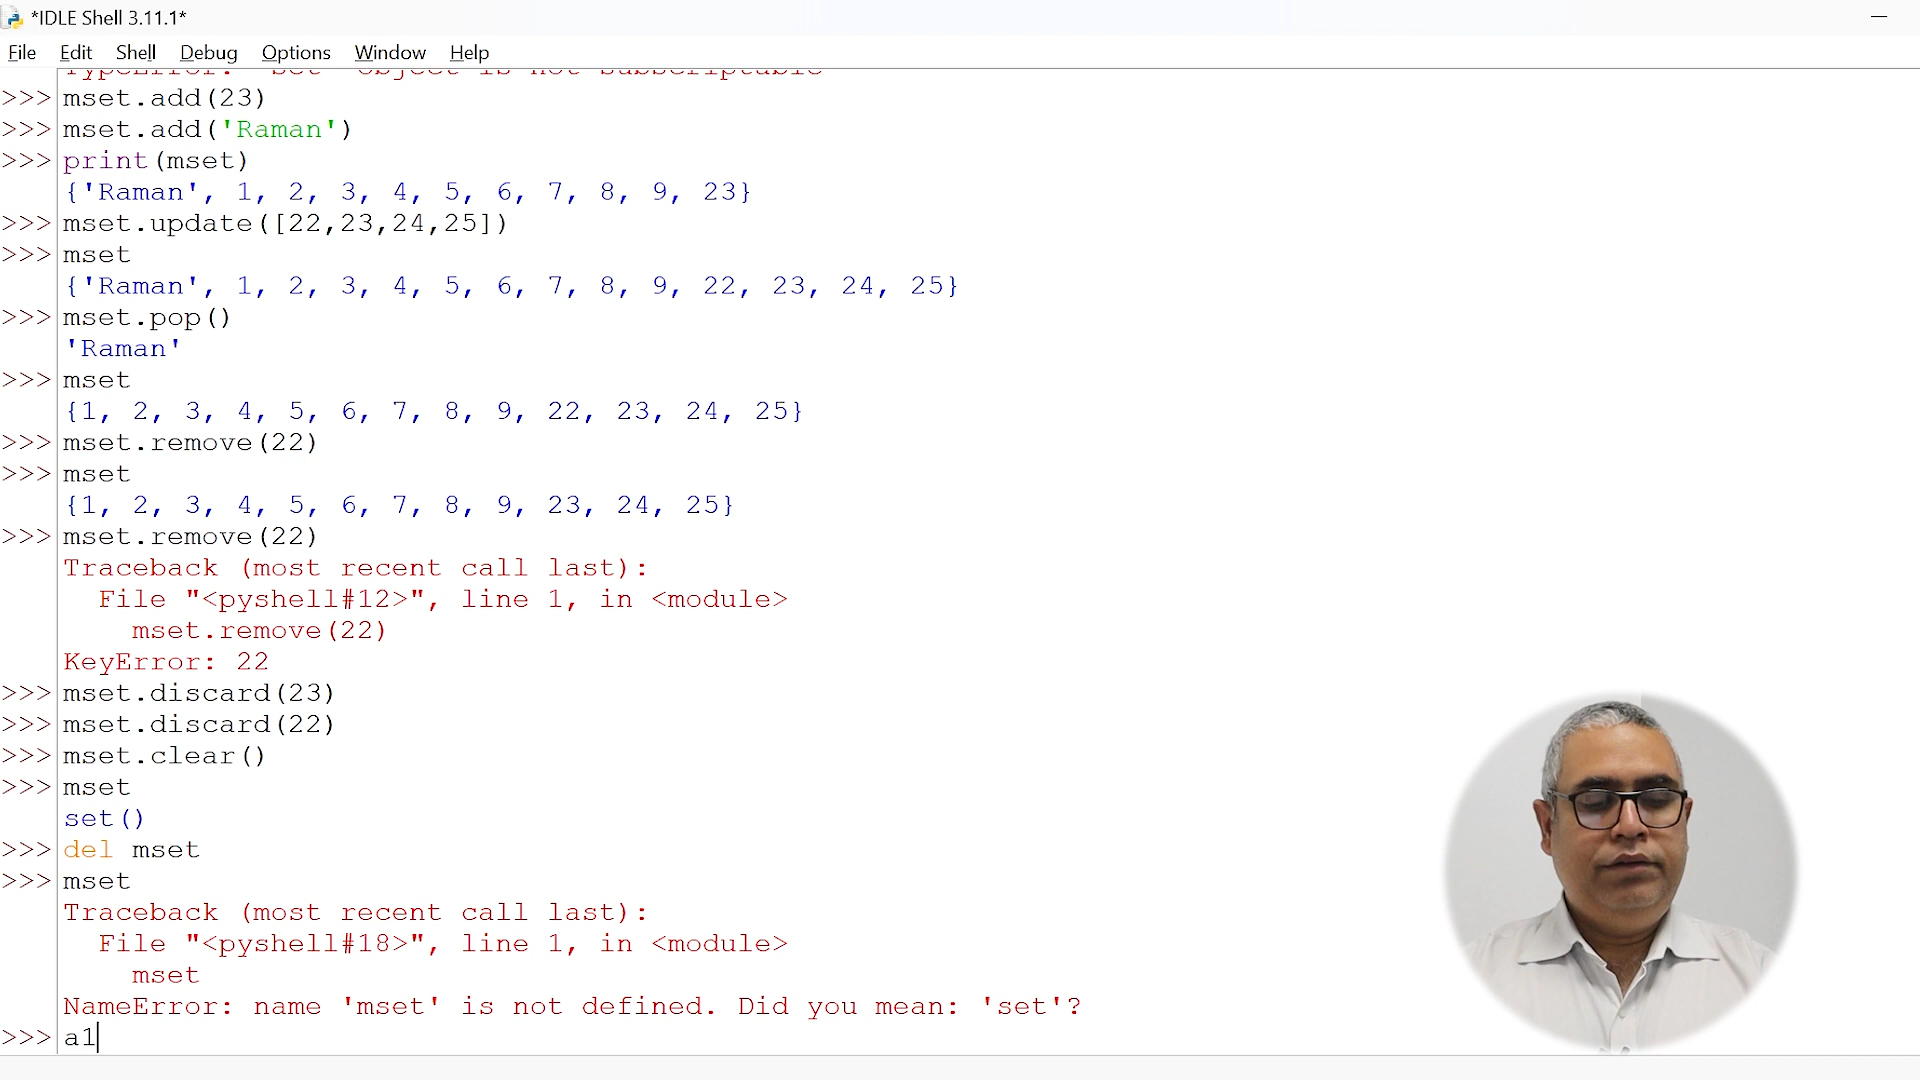 *IDLE Shell 3.11.1*
File Edit Shell Debug Options Window Help
TypeError: 'set' object is not subscriptable
>>> mset.add(23)
>>> mset.add('Raman')
>>> print(mset)
{'Raman', 1, 2, 3, 4, 5, 6, 7, 8, 9, 23}
>>> mset.update([22,23,24,25])
>>> mset
{'Raman', 1, 2, 3, 4, 5, 6, 7, 8, 9, 22, 23, 24, 25}
>>> mset.pop()
'Raman'
>>> mset
{1, 2, 3, 4, 5, 6, 7, 8, 9, 22, 23, 24, 25}
>>> mset.remove(22)
>>> mset
{1, 2, 3, 4, 5, 6, 7, 8, 9, 23, 24, 25}
>>> mset.remove(22)
Traceback (most recent call last):
File "<pyshell#12>", line 1, in <module>
mset.remove(22)
KeyError: 22
>>> mset.discard(23)
>>> mset.discard(22)
>>> mset.clear()
>>> mset
set()
>>> del mset
>>> mset
Traceback (most recent call last):
File "<pyshell#18>", line 1, in <module>
mset
NameError: name 'mset' is not defined. Did you mean: 'set'?
>>> a1